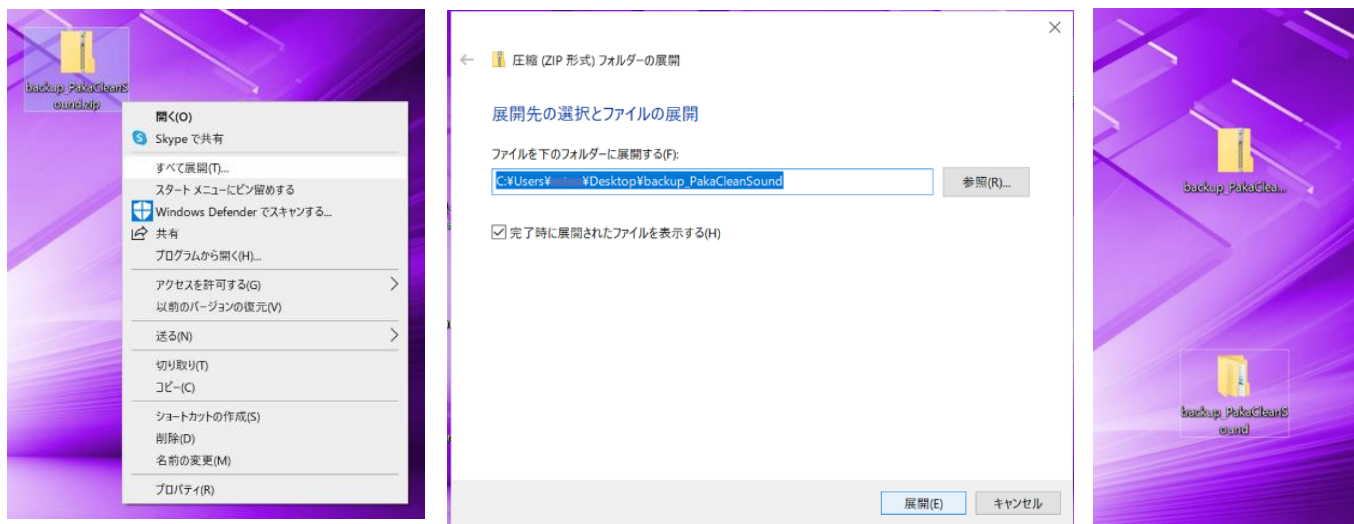 backup_PakaCleanS
ound.zip
開く(O)
Skype で共有
すべて展開(T)...
スタート メニューにピン留めする
Windows Defender でスキャンする...
共有
プログラムから開く(H)...
アクセスを許可する(G)
以前のバージョンの復元(V)
送る(N)
切り取り(T)
コピー(C)
ショートカットの作成(S)
削除(D)
名前の変更(M)
プロパティ(R)
圧縮 (ZIP 形式) フォルダーの展開
展開先の選択とファイルの展開
ファイルを下のフォルダーに展開する(F):
C:¥Users¥ ¥Desktop¥backup_PakaCleanSound
参照(R)...
完了時に展開されたファイルを表示する(H)
展開(E)
キャンセル
backup_PakaClea...
backup_PakaCleanS
ound